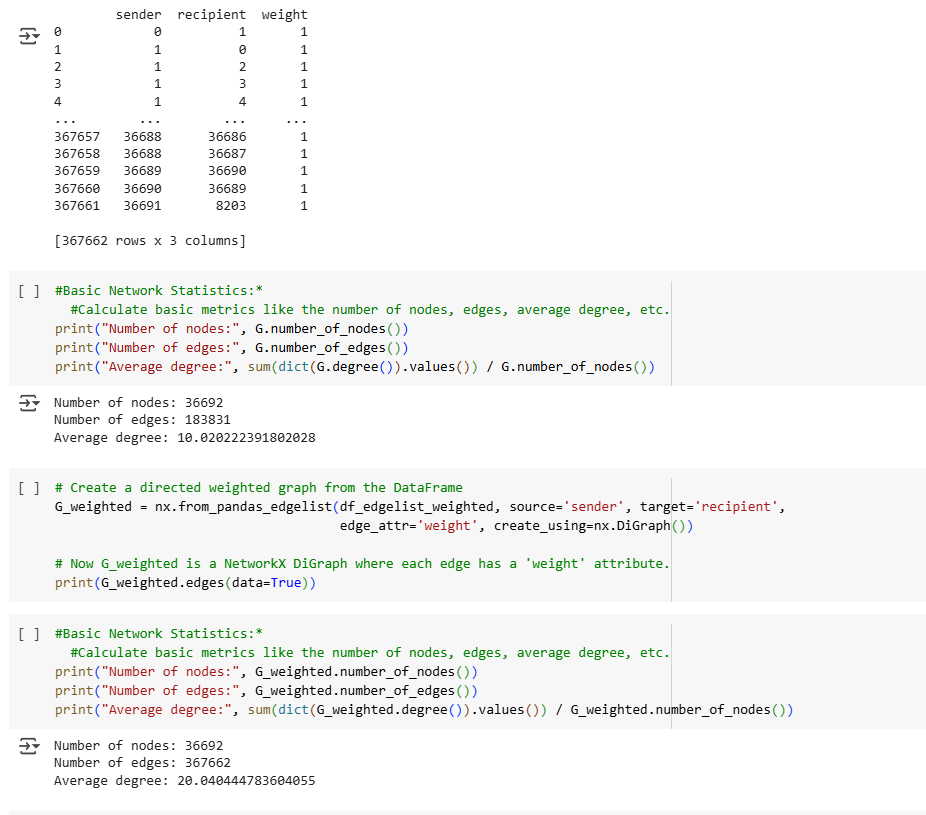 sender recipient weight
0 0 1 1
1 1 0 1
2 1 2 1
3 1 3 1
4 1 4 1
... ... ... ...
367657 36688 36686 1
367658 36688 36687 1
367659 36689 36690 1
367660 36690 36689 1
367661 36691 8203 1
[367662 rows x 3 columns]
[ ] #Basic Network Statistics:*
#Calculate basic metrics like the number of nodes, edges, average degree, etc.
print("Number of nodes:", G.number_of_nodes())
print("Number of edges:", G.number_of_edges())
print("Average degree:", sum(dict(G.degree()).values()) / G.number_of_nodes())
Number of nodes: 36692
Number of edges: 183831
Average degree: 10.020222391802028
[ ] # Create a directed weighted graph from the DataFrame
G_weighted = nx.from_pandas_edgelist(df_edgelist_weighted, source='sender', target='recipient',
edge_attr='weight', create_using=nx.DiGraph())
# Now G_weighted is a NetworkX DiGraph where each edge has a 'weight' attribute.
print(G_weighted.edges(data=True))
[ ] #Basic Network Statistics:*
#Calculate basic metrics like the number of nodes, edges, average degree, etc.
print("Number of nodes:", G_weighted.number_of_nodes())
print("Number of edges:", G_weighted.number_of_edges())
print("Average degree:", sum(dict(G_weighted.degree()).values()) / G_weighted.number_of_nodes())
Number of nodes: 36692
Number of edges: 367662
Average degree: 20.040444783604055